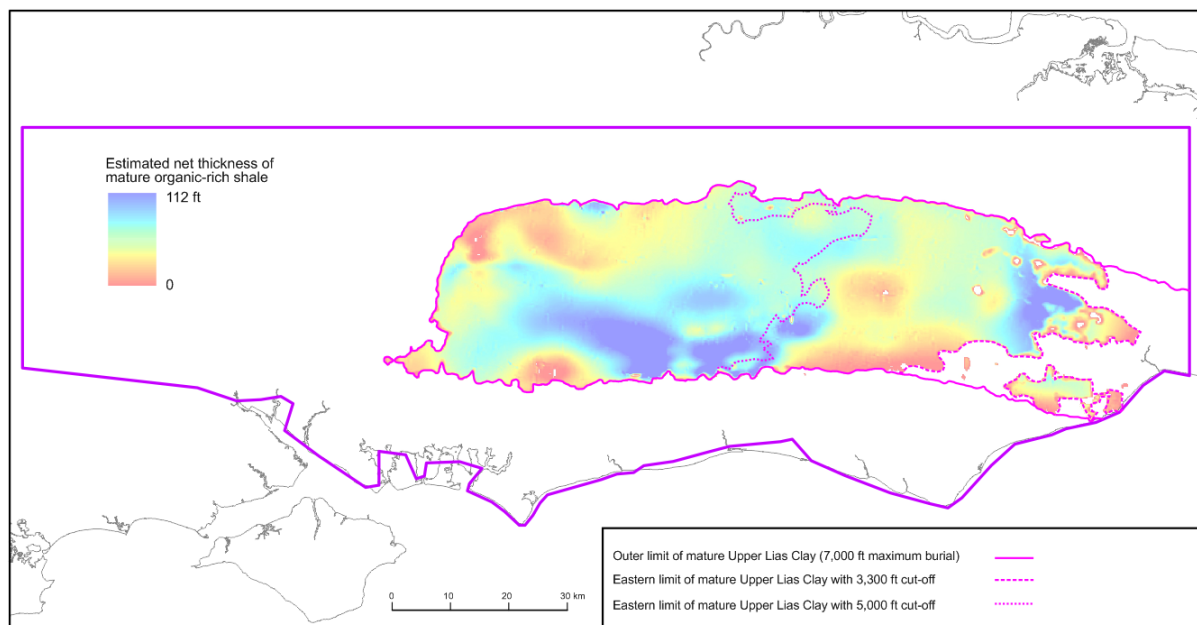 Estimated net thickness of
mature organic-rich shale
112 ft
0
Outer limit of mature Upper Lias Clay (7,000 ft maximum burial)
Eastern limit of mature Upper Lias Clay with 3,300 ft cut-off
Eastern limit of mature Upper Lias Clay with 5,000 ft cut-off
0 10 20 30 km